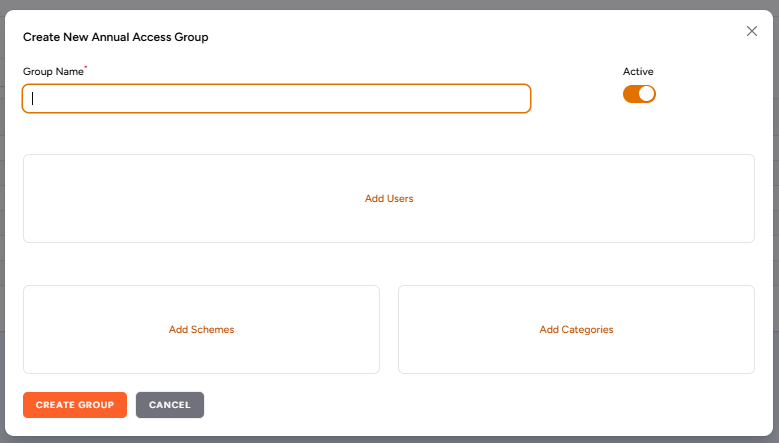 Create New Annual Access Group
Group Name*
Active
Add Users
Add Schemes
Add Categories
CREATE GROUP
CANCEL